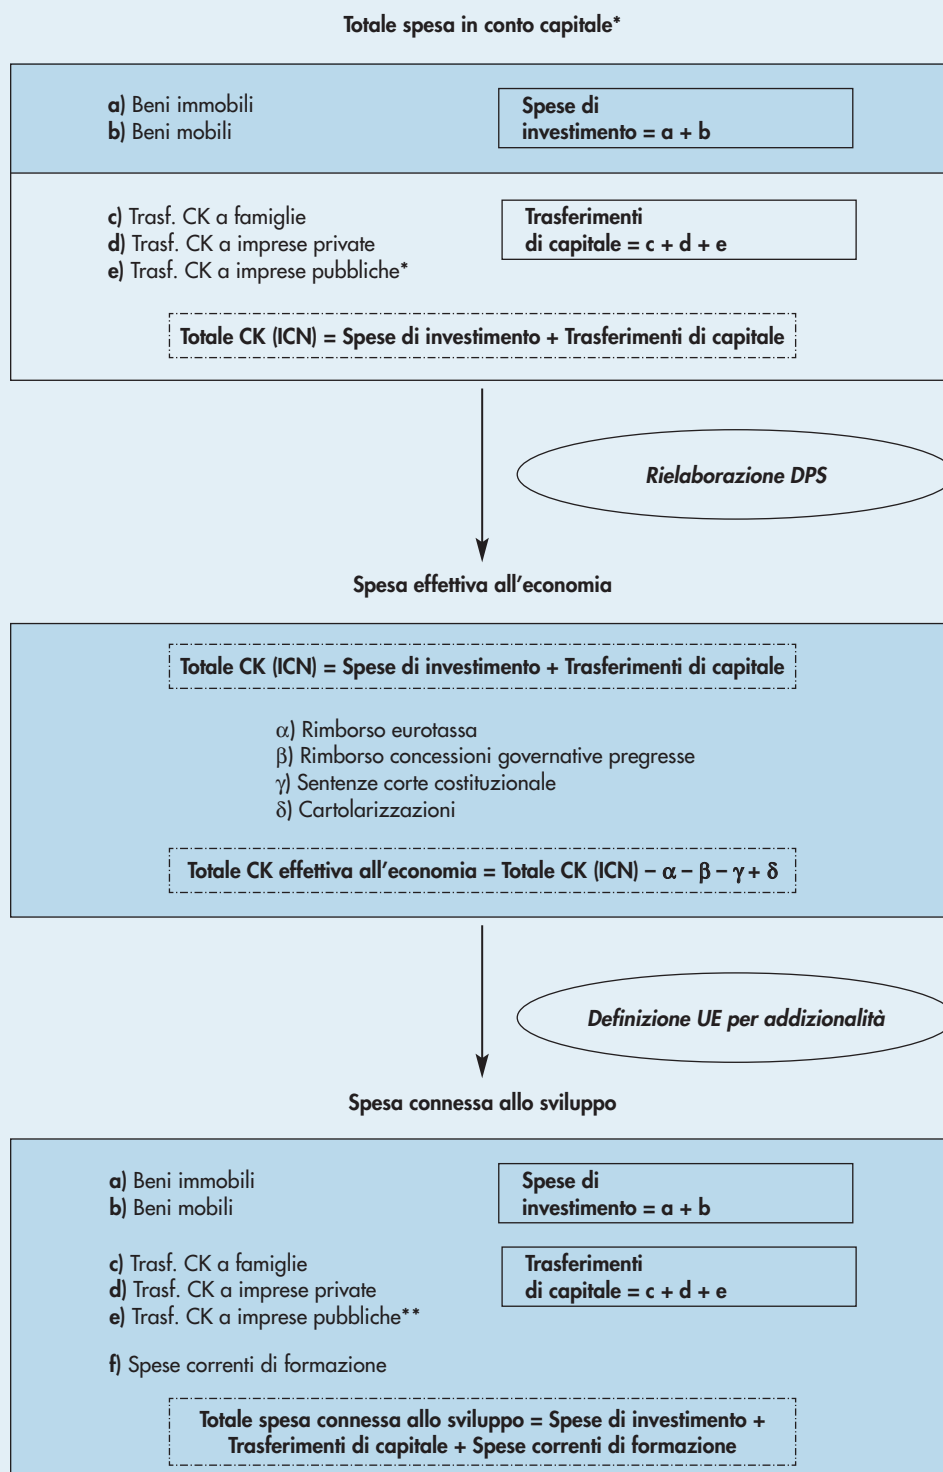 Totale spesa in conto capitale*
a) Beni immobili
b) Beni mobili
Spese di
investimento = a + b
c) Trasf. CK a famiglie
d) Trasf. CK a imprese private
e) Trasf. CK a imprese pubbliche*
Trasferimenti
di capitale = c + d + e
Totale CK (ICN) = Spese di investimento + Trasferimenti di capitale
Rielaborazione DPS
Spesa effettiva all'economia
Totale CK (ICN) = Spese di investimento + Trasferimenti di capitale
α) Rimborso eurotassa
β) Rimborso concessioni governative pregresse
γ) Sentenze corte costituzionale
δ) Cartolarizzazioni
Totale CK effettiva all'economia = Totale CK (ICN) – α – β – γ + δ
Definizione UE per addizionalità
Spesa connessa allo sviluppo
a) Beni immobili
b) Beni mobili
Spese di
investimento = a + b
c) Trasf. CK a famiglie
d) Trasf. CK a imprese private
e) Trasf. CK a imprese pubbliche**
Trasferimenti
di capitale = c + d + e
f) Spese correnti di formazione
Totale spesa connessa allo sviluppo = Spese di investimento +
Trasferimenti di capitale + Spese correnti di formazione